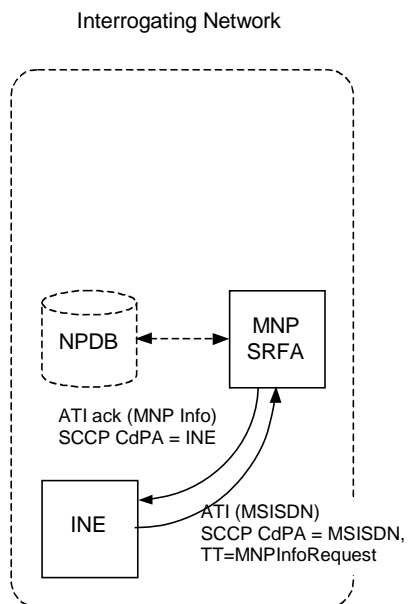 Interrogating Network
NPDB
MNP
SRFA
ATI ack (MNP Info)
SCCP CdPA = INE
INE
ATI (MSISDN)
SCCP CdPA = MSISDN,
TT=MNPInfoRequest